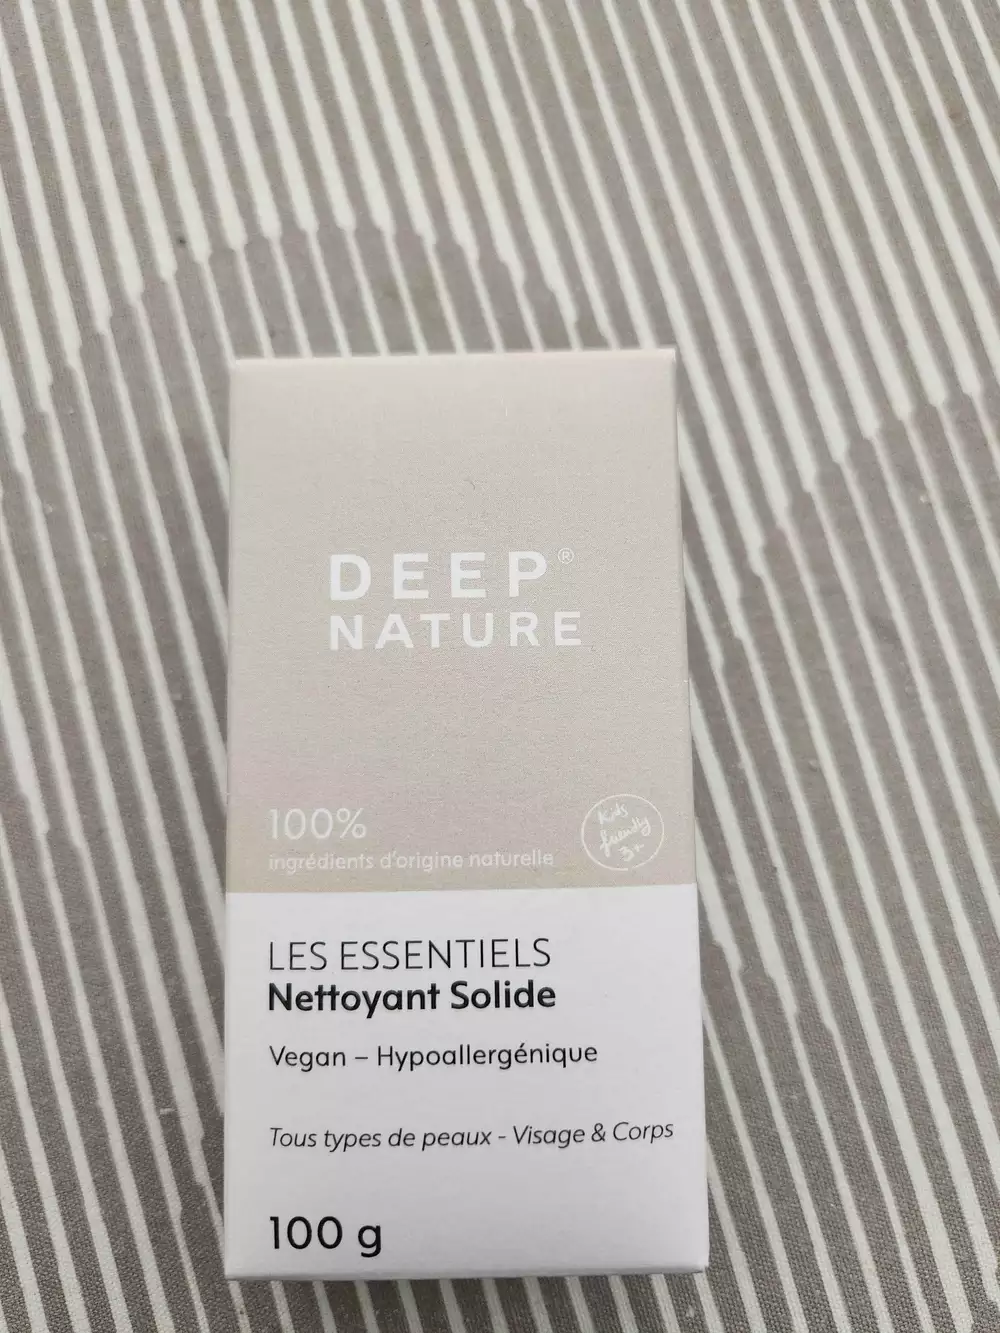 DEEP®
NATURE
100%
ingrédients d'origine naturelle
Kids
friendly
3+
LES ESSENTIELS
Nettoyant Solide
Vegan – Hypoallergénique
Tous types de peaux - Visage & Corps
100 g